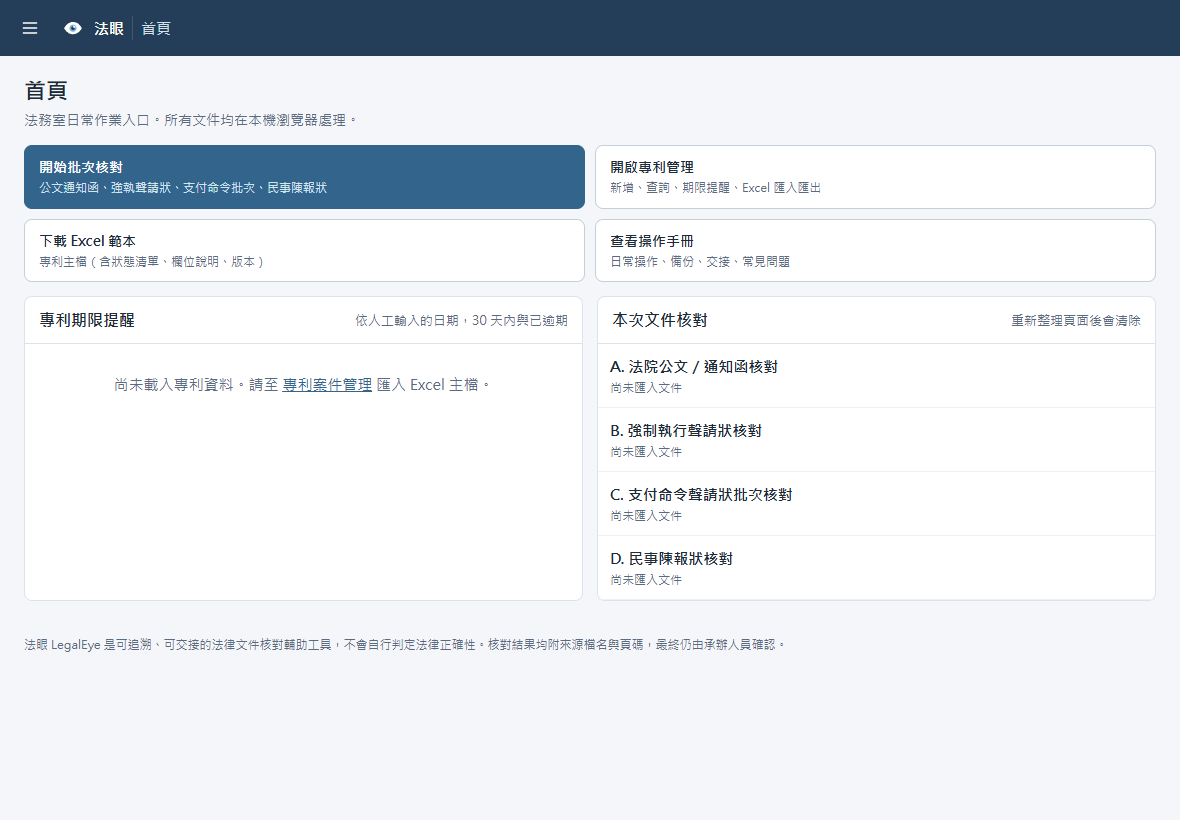 法眼 首頁
首頁
法務室日常作業入口。所有文件均在本機瀏覽器處理。
開始批次核對
公文通知函、強執聲請狀、支付命令批次、民事陳報狀
開啟專利管理
新增、查詢、期限提醒、Excel 匯入匯出
下載 Excel 範本
專利主檔（含狀態清單、欄位說明、版本）
查看操作手冊
日常操作、備份、交接、常見問題
專利期限提醒
依人工輸入的日期，30 天內與已逾期
尚未載入專利資料。請至 專利案件管理 匯入 Excel 主檔。
本次文件核對
重新整理頁面後會清除
A. 法院公文 / 通知函核對
尚未匯入文件
B. 強制執行聲請狀核對
尚未匯入文件
C. 支付命令聲請狀批次核對
尚未匯入文件
D. 民事陳報狀核對
尚未匯入文件
法眼 LegalEye 是可追溯、可交接的法律文件核對輔助工具，不會自行判定法律正確性。核對結果均附來源檔名與頁碼，最終仍由承辦人員確認。